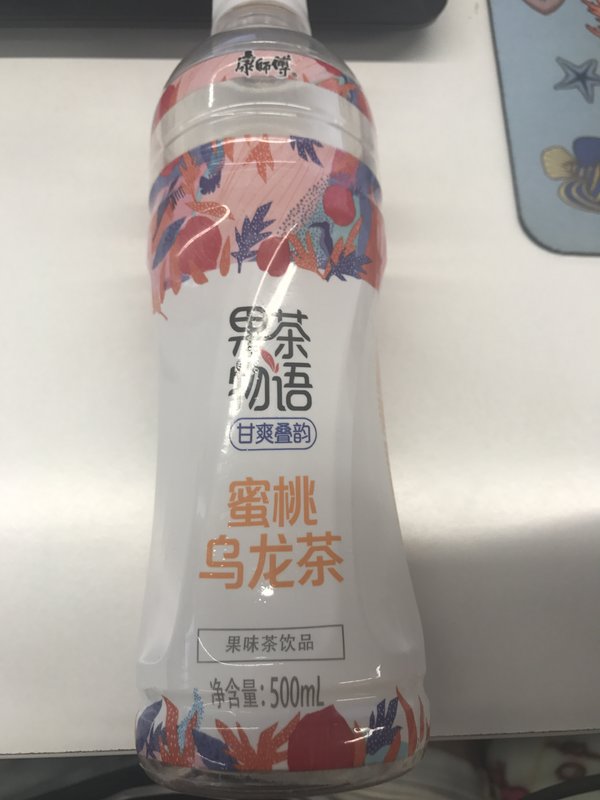 康師傅
果茶
物语
甘爽叠韵
蜜桃
乌龙茶
果味茶饮品
净含量:500mL